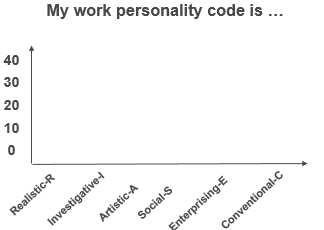 My work personality code is …
40
30
20
10
0
Realistic-R
Investigative-I
Artistic-A
Social-S
Enterprising-E
Conventional-C